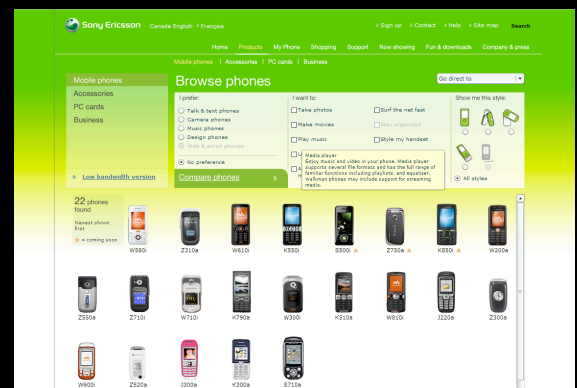 Sony Ericsson
Canada English • Français
Sign up
Contact
Help
Site map
Search
Home
Products
My Phone
Shopping
Support
Now showing
Fun & downloads
Company & press
Mobile phones | Accessories | PC cards | Business
Mobile phones
Accessories
PC cards
Business
Low bandwidth version
Browse phones
Go direct to
I prefer:
Talk & text phones
Camera phones
Music phones
Design phones
Web & email phones
No preference
Compare phones
I want to:
Take photos
Make movies
Play music
Surf the net fast
Stay organised
Style my handset
Media player
Enjoy music and video in your phone. Media player
supports several file formats and has the full range of
familiar functions including playlists, and equalizer.
Walkman phones may include support for streaming
media.
Show me this style:
All styles
22 phones
found
Newest shown
first
= coming soon
W580i
Z310a
W610i
K550i
S500i
Z750a
K850i
W200a
Z550a
Z710i
W710i
K790a
W300i
K510a
W810i
J220a
Z300a
W600i
Z520a
J300a
K300a
S710a